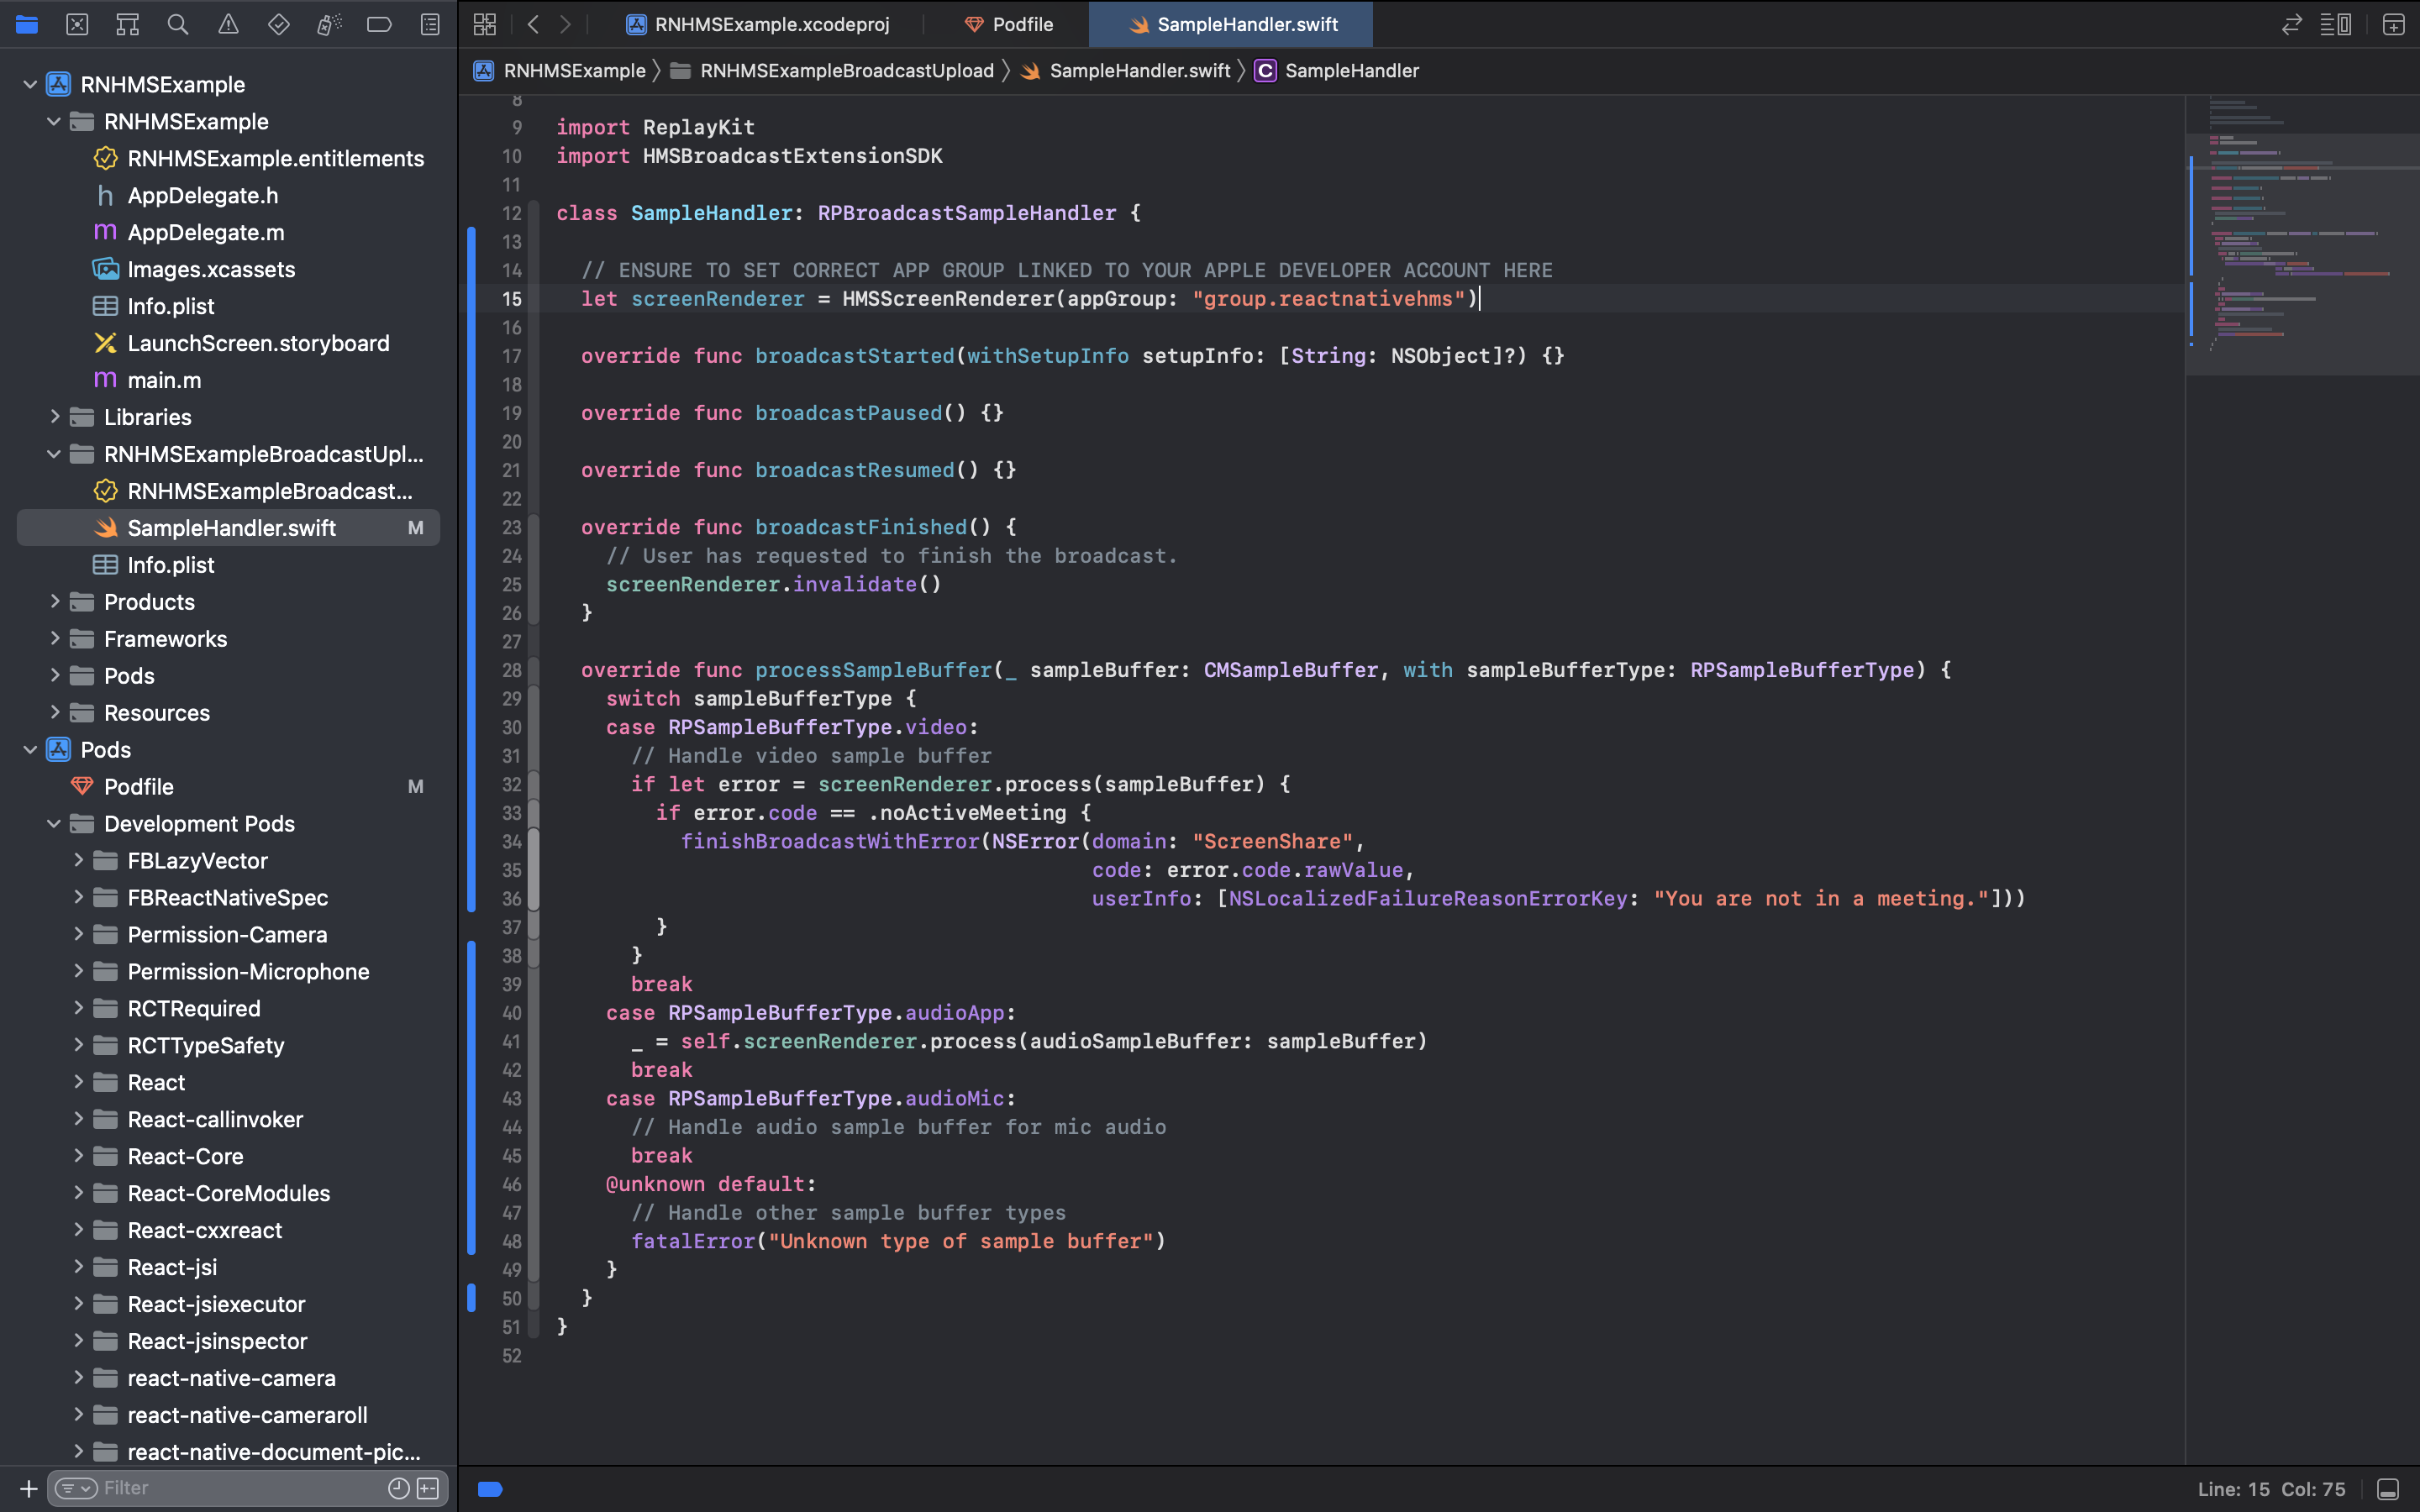 RNHMSExample.xcodeproj
Podfile
SampleHandler.swift
RNHMSExample
RNHMSExampleBroadcastUpload
SampleHandler.swift
C
SampleHandler
RNHMSExample
RNHMSExample
RNHMSExample.entitlements
h AppDelegate.h
m AppDelegate.m
Images.xcassets
Info.plist
LaunchScreen.storyboard
m main.m
Libraries
RNHMSExampleBroadcastUpl...
RNHMSExampleBroadcast...
SampleHandler.swift M
Info.plist
Products
Frameworks
Pods
Resources
Pods
Podfile M
Development Pods
FBLazyVector
FBReactNativeSpec
Permission-Camera
Permission-Microphone
RCTRequired
RCTTypeSafety
React
React-callinvoker
React-Core
React-CoreModules
React-cxxreact
React-jsi
React-jsiexecutor
React-jsinspector
react-native-camera
react-native-cameraroll
react-native-document-pic...
Filter
8
9 import ReplayKit
10 import HMSBroadcastExtensionSDK
11
12 class SampleHandler: RPBroadcastSampleHandler {
13
14 // ENSURE TO SET CORRECT APP GROUP LINKED TO YOUR APPLE DEVELOPER ACCOUNT HERE
15 let screenRenderer = HMSScreenRenderer(appGroup: "group.reactnativehms")
16
17 override func broadcastStarted(withSetupInfo setupInfo: [String: NSObject]?) {}
18
19 override func broadcastPaused() {}
20
21 override func broadcastResumed() {}
22
23 override func broadcastFinished() {
24 // User has requested to finish the broadcast.
25 screenRenderer.invalidate()
26 }
27
28 override func processSampleBuffer(_ sampleBuffer: CMSampleBuffer, with sampleBufferType: RPSampleBufferType) {
29 switch sampleBufferType {
30 case RPSampleBufferType.video:
31 // Handle video sample buffer
32 if let error = screenRenderer.process(sampleBuffer) {
33 if error.code == .noActiveMeeting {
34 finishBroadcastWithError(NSError(domain: "ScreenShare",
35 code: error.code.rawValue,
36 userInfo: [NSLocalizedFailureReasonErrorKey: "You are not in a meeting."]))
37 }
38 }
39 break
40 case RPSampleBufferType.audioApp:
41 _ = self.screenRenderer.process(audioSampleBuffer: sampleBuffer)
42 break
43 case RPSampleBufferType.audioMic:
44 // Handle audio sample buffer for mic audio
45 break
46 @unknown default:
47 // Handle other sample buffer types
48 fatalError("Unknown type of sample buffer")
49 }
50 }
51 }
52
Line: 15 Col: 75